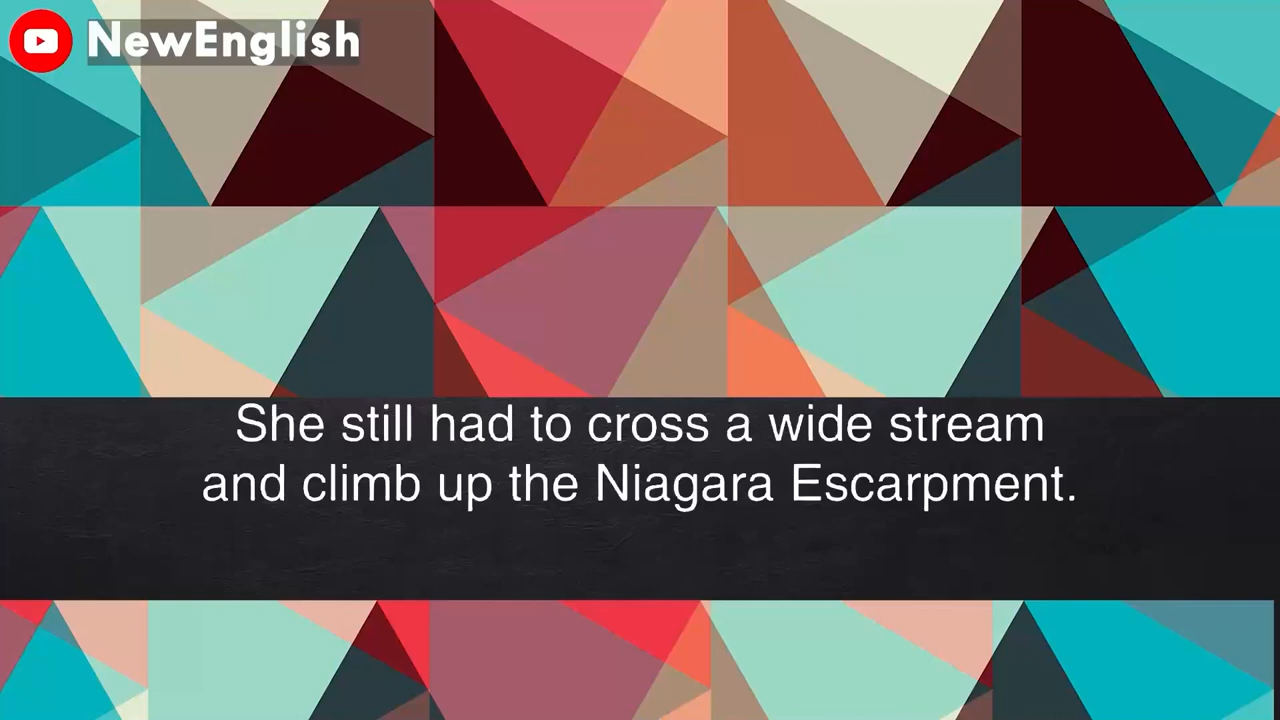 NewEnglish
She still had to cross a wide stream
and climb up the Niagara Escarpment.